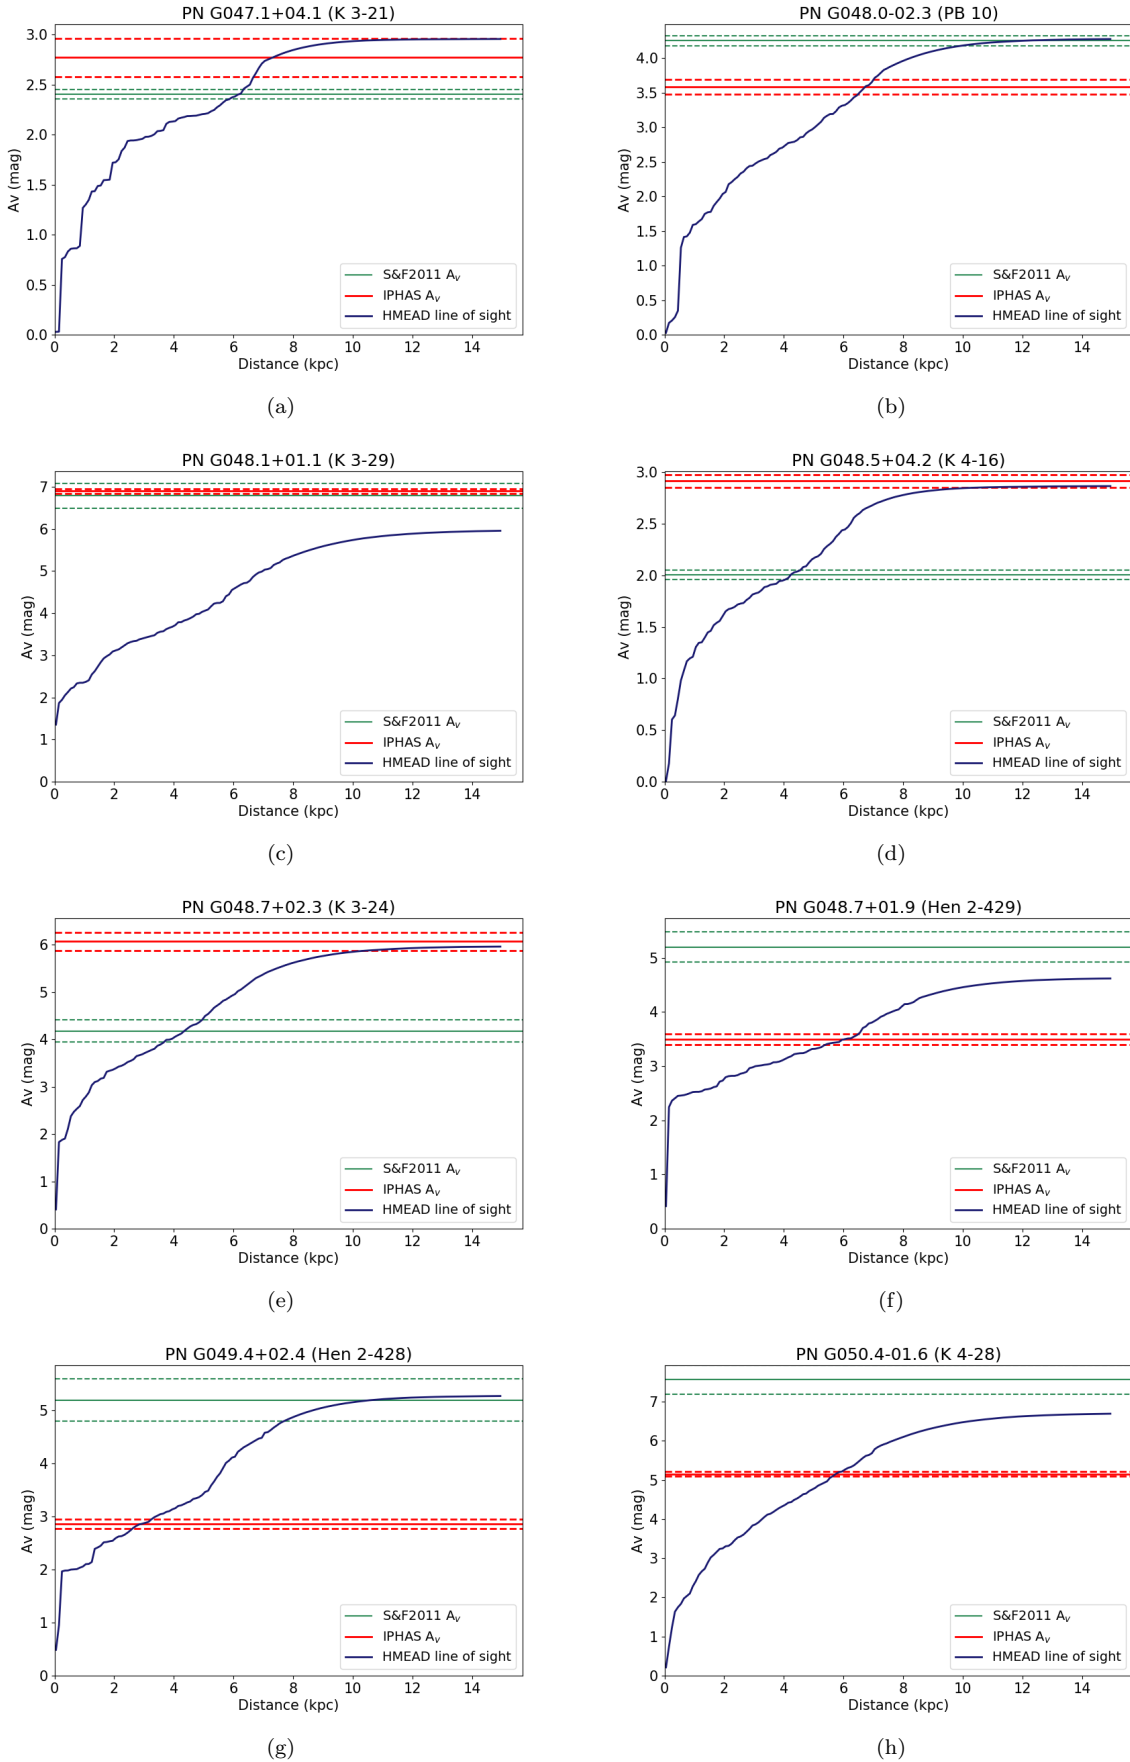 PN G047.1+04.1 (K 3-21)
3.0
2.5
2.0
1.5
1.0
0.5
0.0
Av (mag)
S&F2011 Aᵥ
IPHAS Aᵥ
HMEAD line of sight
0 2 4 6 8 10 12 14
Distance (kpc)
(a)
PN G048.0-02.3 (PB 10)
4.0
3.5
3.0
2.5
2.0
1.5
1.0
0.5
0.0
Av (mag)
S&F2011 Aᵥ
IPHAS Aᵥ
HMEAD line of sight
0 2 4 6 8 10 12 14
Distance (kpc)
(b)
PN G048.1+01.1 (K 3-29)
7
6
5
4
3
2
1
0
Av (mag)
S&F2011 Aᵥ
IPHAS Aᵥ
HMEAD line of sight
0 2 4 6 8 10 12 14
Distance (kpc)
(c)
PN G048.5+04.2 (K 4-16)
3.0
2.5
2.0
1.5
1.0
0.5
0.0
Av (mag)
S&F2011 Aᵥ
IPHAS Aᵥ
HMEAD line of sight
0 2 4 6 8 10 12 14
Distance (kpc)
(d)
PN G048.7+02.3 (K 3-24)
6
5
4
3
2
1
0
Av (mag)
S&F2011 Aᵥ
IPHAS Aᵥ
HMEAD line of sight
0 2 4 6 8 10 12 14
Distance (kpc)
(e)
PN G048.7+01.9 (Hen 2-429)
5
4
3
2
1
0
Av (mag)
S&F2011 Aᵥ
IPHAS Aᵥ
HMEAD line of sight
0 2 4 6 8 10 12 14
Distance (kpc)
(f)
PN G049.4+02.4 (Hen 2-428)
5
4
3
2
1
0
Av (mag)
S&F2011 Aᵥ
IPHAS Aᵥ
HMEAD line of sight
0 2 4 6 8 10 12 14
Distance (kpc)
(g)
PN G050.4-01.6 (K 4-28)
7
6
5
4
3
2
1
0
Av (mag)
S&F2011 Aᵥ
IPHAS Aᵥ
HMEAD line of sight
0 2 4 6 8 10 12 14
Distance (kpc)
(h)